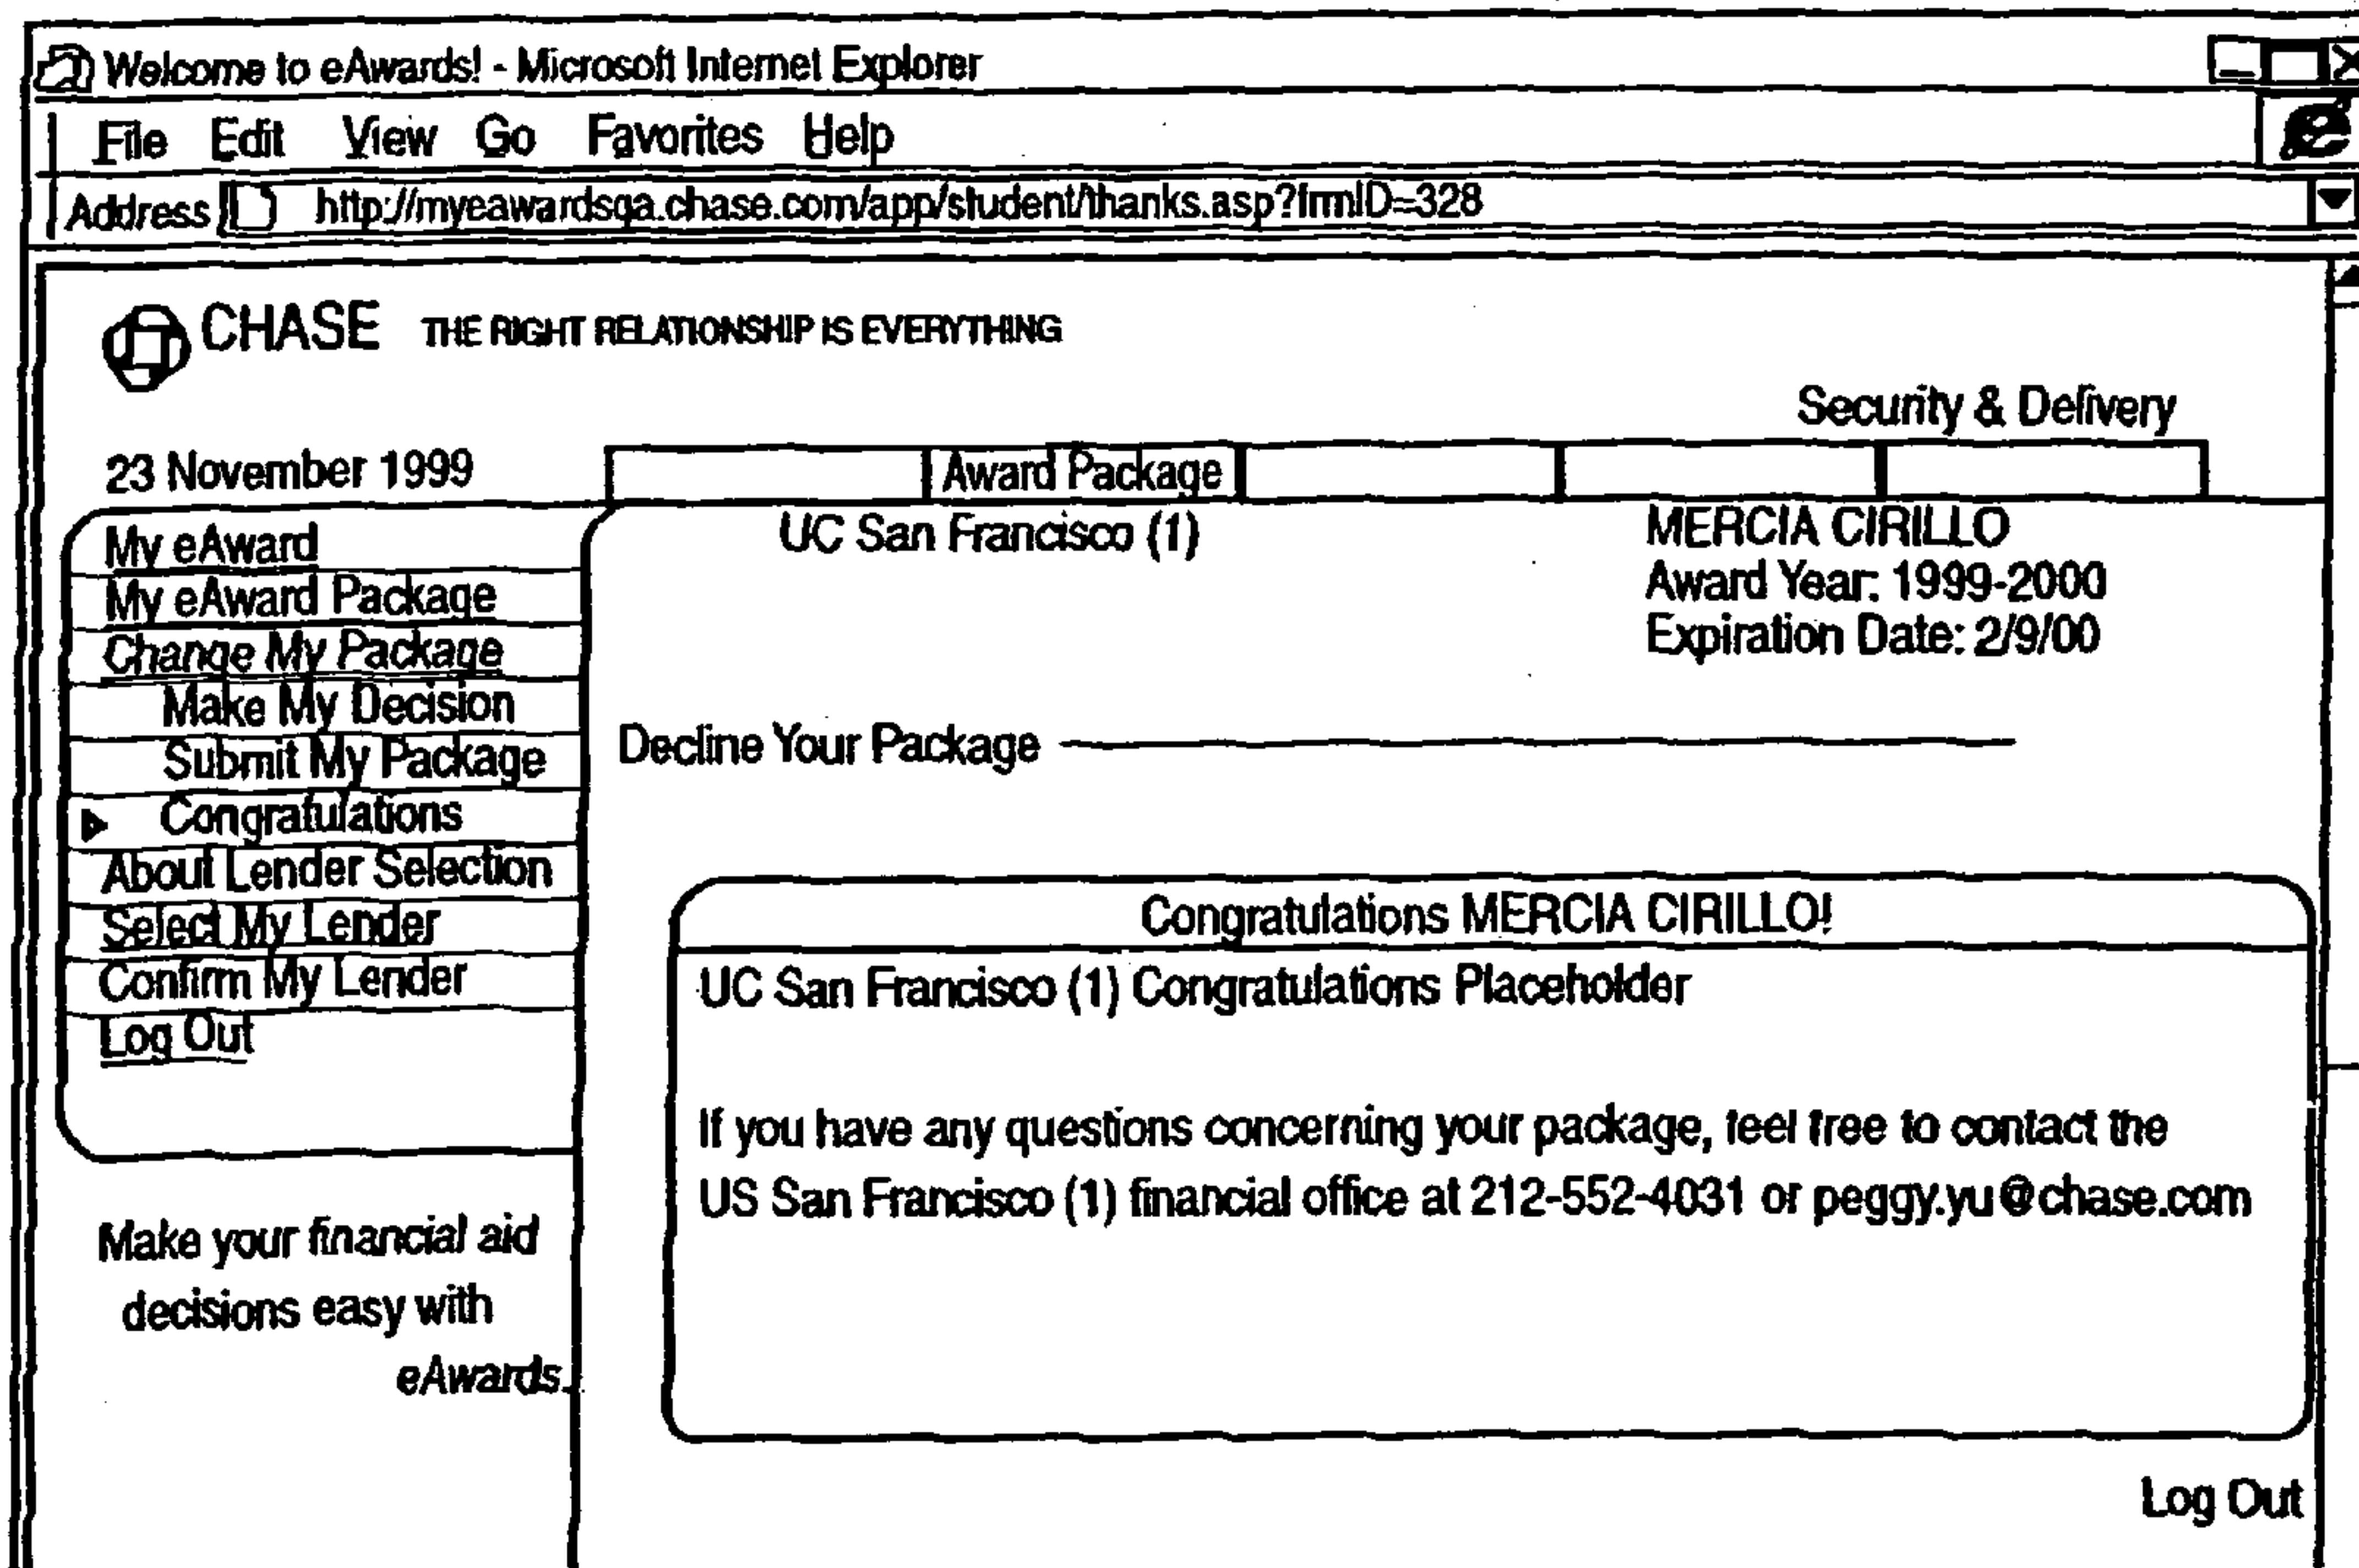 Welcome to eAwards! - Microsoft Internet Explorer
File Edit View Go Favorites Help
Address http://myeawardsqa.chase.com/app/student/thanks.asp?frmID=328
CHASE THE RIGHT RELATIONSHIP IS EVERYTHING
Security & Delivery
23 November 1999
Award Package
My eAward
My eAward Package
Change My Package
Make My Decision
Submit My Package
Congratulations
About Lender Selection
Select My Lender
Confirm My Lender
Log Out
Make your financial aid
decisions easy with
eAwards.
UC San Francisco (1)
MERCIA CIRILLO
Award Year: 1999-2000
Expiration Date: 2/9/00
Decline Your Package
Congratulations MERCIA CIRILLO!
UC San Francisco (1) Congratulations Placeholder
If you have any questions concerning your package, feel free to contact the
US San Francisco (1) financial office at 212-552-4031 or peggy.yu@chase.com
Log Out